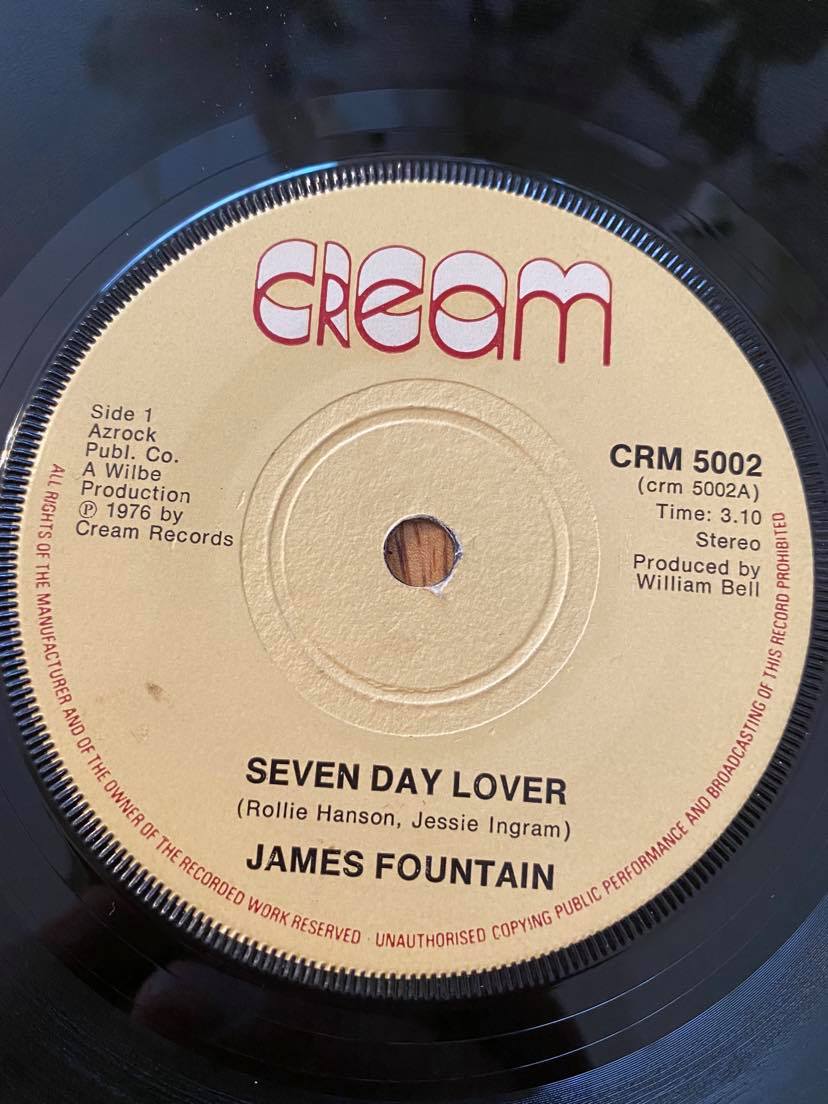 CReam
Side 1
Azrock
Publ. Co.
A Wilbe
Production
Ⓟ 1976 by
Cream Records
CRM 5002
(crm 5002A)
Time: 3.10
Stereo
Produced by
William Bell
SEVEN DAY LOVER
(Rollie Hanson, Jessie Ingram)
JAMES FOUNTAIN
ALL RIGHTS OF THE MANUFACTURER AND OF THE OWNER OF THE RECORDED WORK RESERVED · UNAUTHORISED COPYING PUBLIC PERFORMANCE AND BROADCASTING OF THIS RECORD PROHIBITED